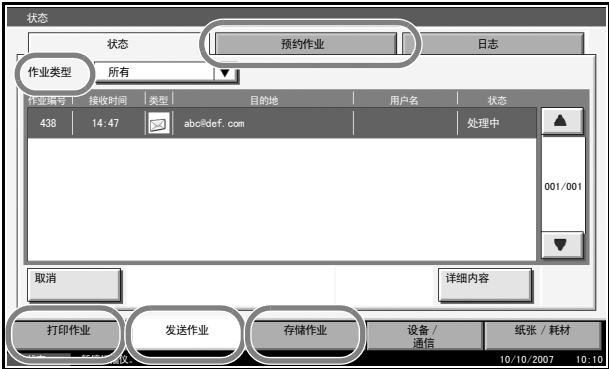 状态
状态 预约作业 日志
作业类型 所有
作业编号 接收时间 类型 目的地 用户名 状态
438 14:47 abc@def.com 处理中
001/001
取消 详细内容
打印作业 发送作业 存储作业 设备 / 纸张 / 耗材
通信
10/10/2007 10:10